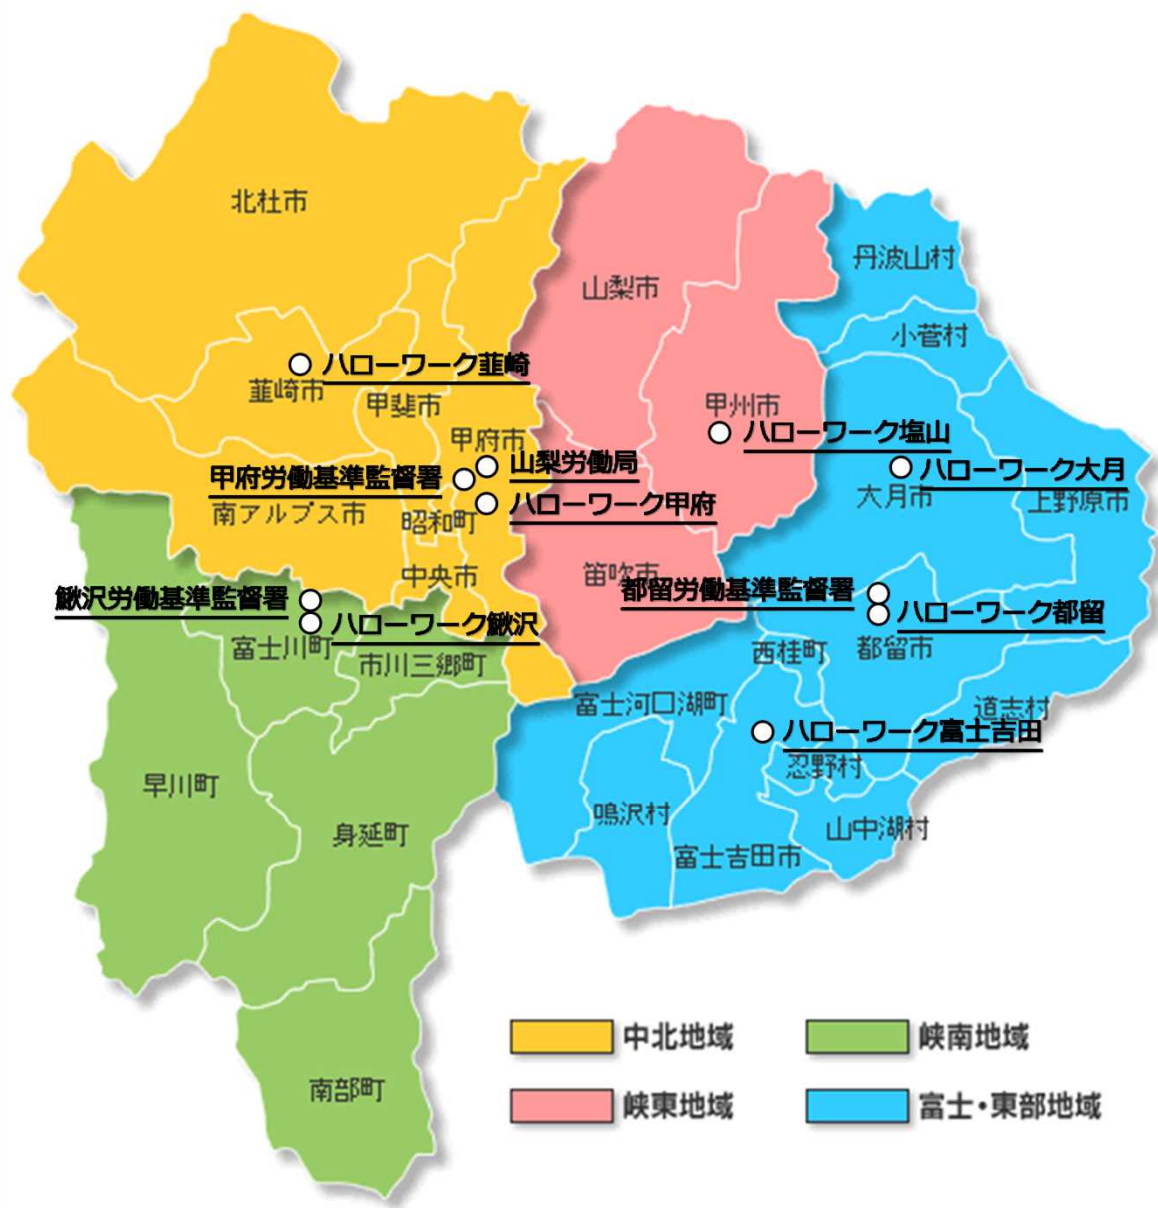 北杜市
丹波山村
山梨市
小菅村
ハローワーク韮崎
韮崎市
甲斐市
甲州市
甲府市
ハローワーク塩山
山梨労働局
ハローワーク大月
甲府労働基準監督署
大月市
上野原市
ハローワーク甲府
南アルプス市
昭和町
中央市
笛吹市
都留労働基準監督署
鰍沢労働基準監督署
ハローワーク都留
ハローワーク鰍沢
富士川町
市川三郷町
西桂町
都留市
富士河口湖町
道志村
ハローワーク富士吉田
忍野村
早川町
鳴沢村
山中湖村
身延町
富士吉田市
中北地域
峡南地域
南部町
峡東地域
富士・東部地域